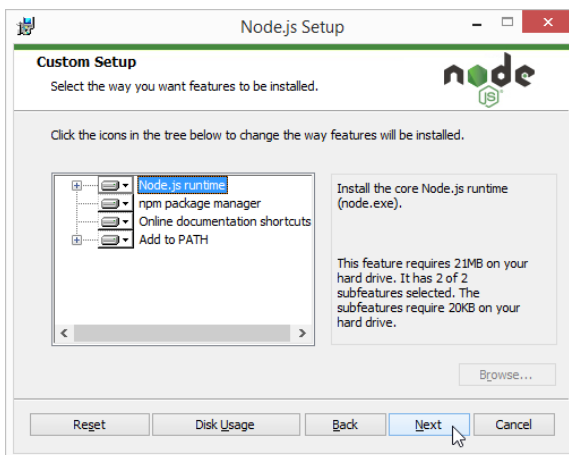 Node.js Setup
Custom Setup
Select the way you want features to be installed.
node
JS
Click the icons in the tree below to change the way features will be installed.
Node.js runtime
npm package manager
Online documentation shortcuts
Add to PATH
Install the core Node.js runtime
(node.exe).
This feature requires 21MB on your
hard drive. It has 2 of 2
subfeatures selected. The
subfeatures require 20KB on your
hard drive.
Browse...
Reset
Disk Usage
Back
Next
Cancel